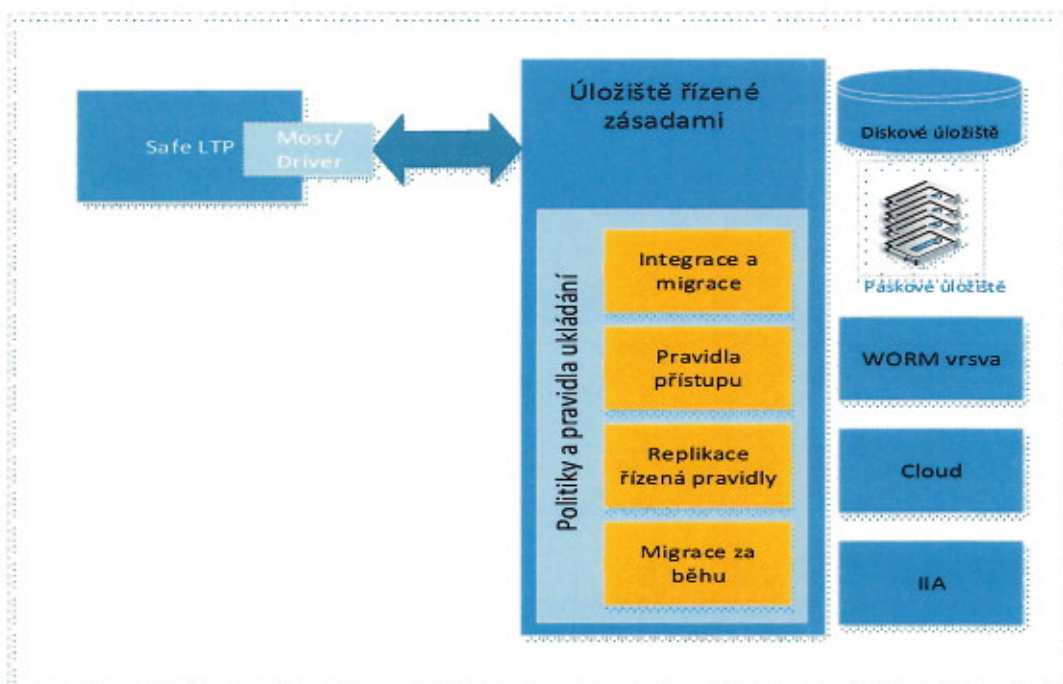 Safe LTP
Most/
Driver
Úložiště řízené
zásadami
Politiky a pravidla ukládání
Integrace a
migrace
Pravidla
přístupu
Replikace
řízená pravidly
Migrace za
běhu
Diskové úložiště
Páskové úložiště
WORM vrsva
Cloud
IIA